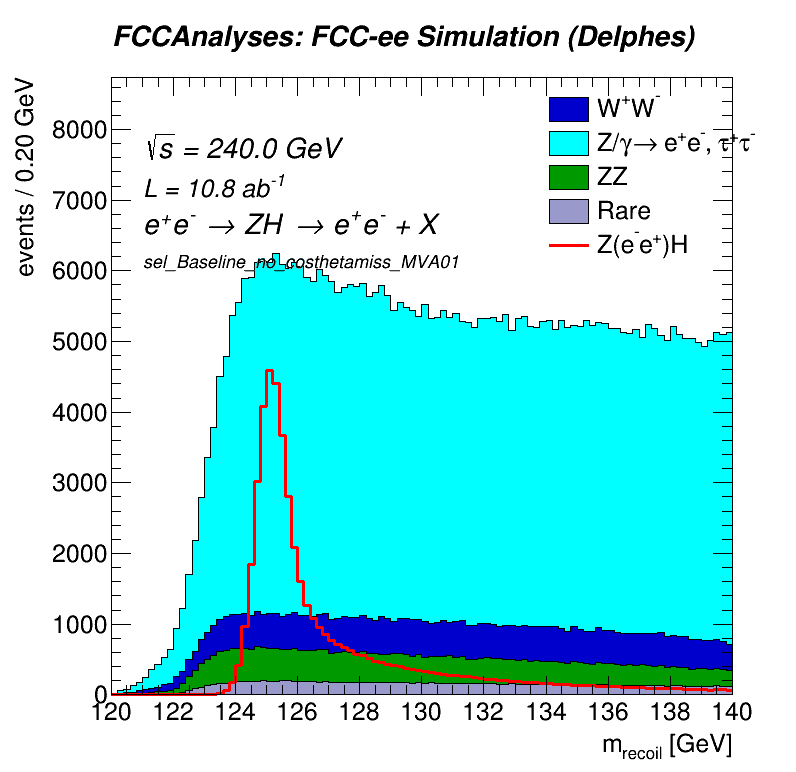 FCCAnalyses: FCC-ee Simulation (Delphes)
events / 0.20 GeV
8000
7000
6000
5000
4000
3000
2000
1000
0
√s = 240.0 GeV
L = 10.8 ab⁻¹
e⁺e⁻ → ZH → e⁺e⁻ + X
sel_Baseline_no_costhetamiss_MVA01
W⁺W⁻
Z/γ→ e⁺e⁻, τ⁺τ⁻
ZZ
Rare
Z(e⁻e⁺)H
120 122 124 126 128 130 132 134 136 138 140
m_recoil [GeV]